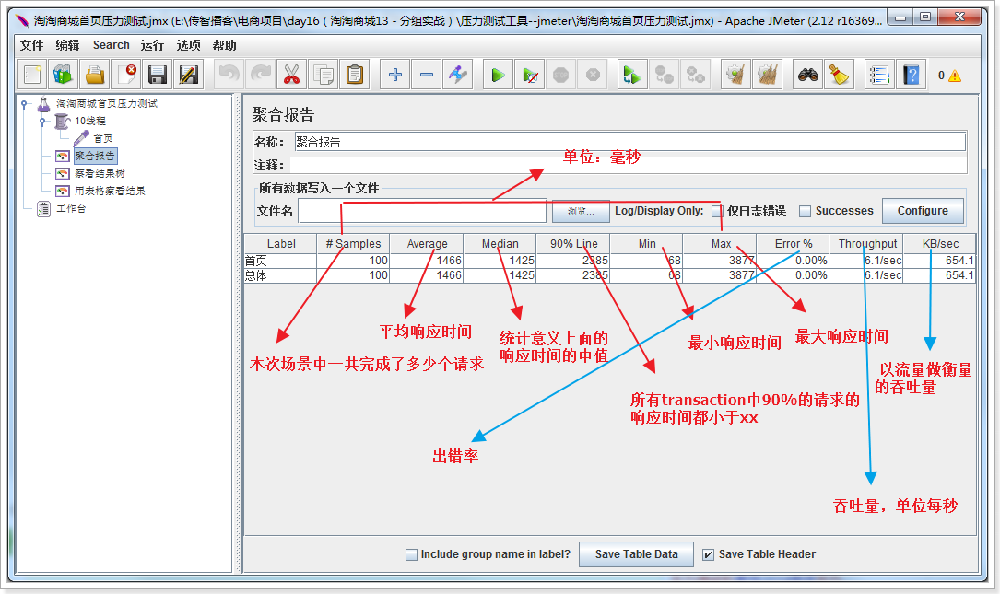 淘淘商城首页压力测试.jmx (E:\传智播客\电商项目\day16（淘淘商城13 - 分组实战）\压力测试工具--jmeter\淘淘商城首页压力测试.jmx) - Apache JMeter (2.12 r16369...
文件 编辑 Search 运行 选项 帮助
0
淘淘商城首页压力测试
10线程
首页
聚合报告
察看结果树
用表格察看结果
工作台
聚合报告
名称： 聚合报告
注释：
单位：毫秒
所有数据写入一个文件
文件名 浏览... Log/Display Only: 仅日志错误 Successes Configure
Label # Samples Average Median 90% Line Min Max Error % Throughput KB/sec
首页 100 1466 1425 2385 68 3877 0.00% 6.1/sec 654.1
总体 100 1466 1425 2385 68 3877 0.00% 6.1/sec 654.1
本次场景中一共完成了多少个请求
平均响应时间
统计意义上面的
响应时间的中值
最小响应时间
最大响应时间
以流量做衡量
的吞吐量
所有transaction中90%的请求的
响应时间都小于xx
出错率
吞吐量，单位每秒
Include group name in label? Save Table Data Save Table Header